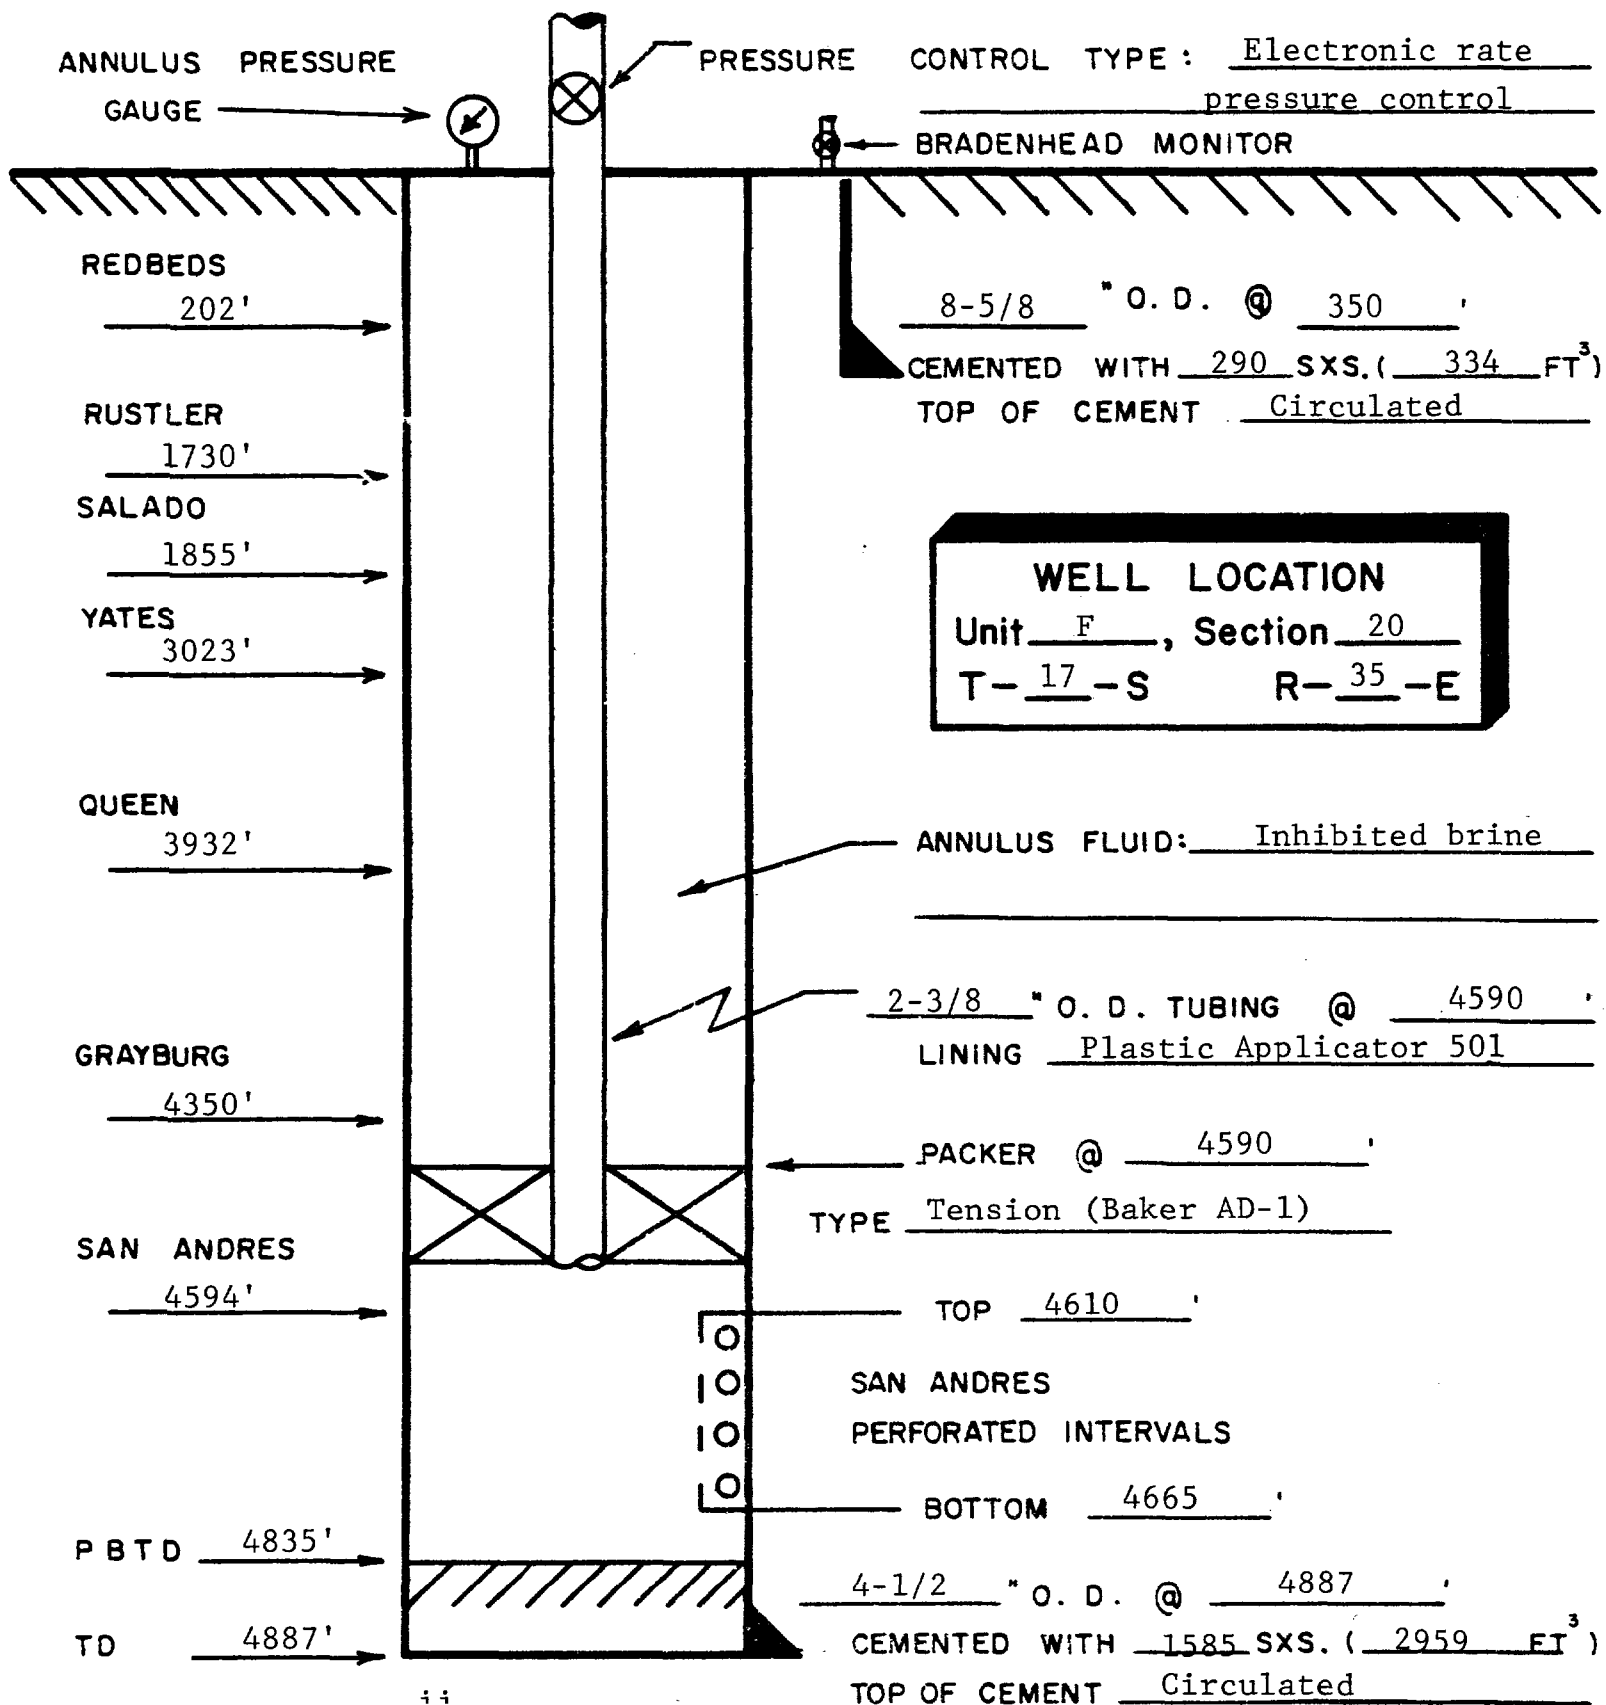 ANNULUS PRESSURE
GAUGE
PRESSURE CONTROL TYPE: Electronic rate
pressure control
BRADENHEAD MONITOR
REDBEDS
202'
8-5/8 " O. D. @ 350 '
CEMENTED WITH 290 SXS. ( 334 FT³)
TOP OF CEMENT Circulated
RUSTLER
1730'
SALADO
1855'
YATES
3023'
WELL LOCATION
Unit F, Section 20
T-17-S R-35-E
QUEEN
3932'
ANNULUS FLUID: Inhibited brine
2-3/8 " O. D. TUBING @ 4590 '
LINING Plastic Applicator 501
GRAYBURG
4350'
PACKER @ 4590 '
TYPE Tension (Baker AD-1)
SAN ANDRES
4594'
TOP 4610 '
SAN ANDRES
PERFORATED INTERVALS
BOTTOM 4665 '
PBTD 4835'
4-1/2 " O. D. @ 4887 '
TD 4887'
CEMENTED WITH 1585 SXS. ( 2959 FT³)
TOP OF CEMENT Circulated